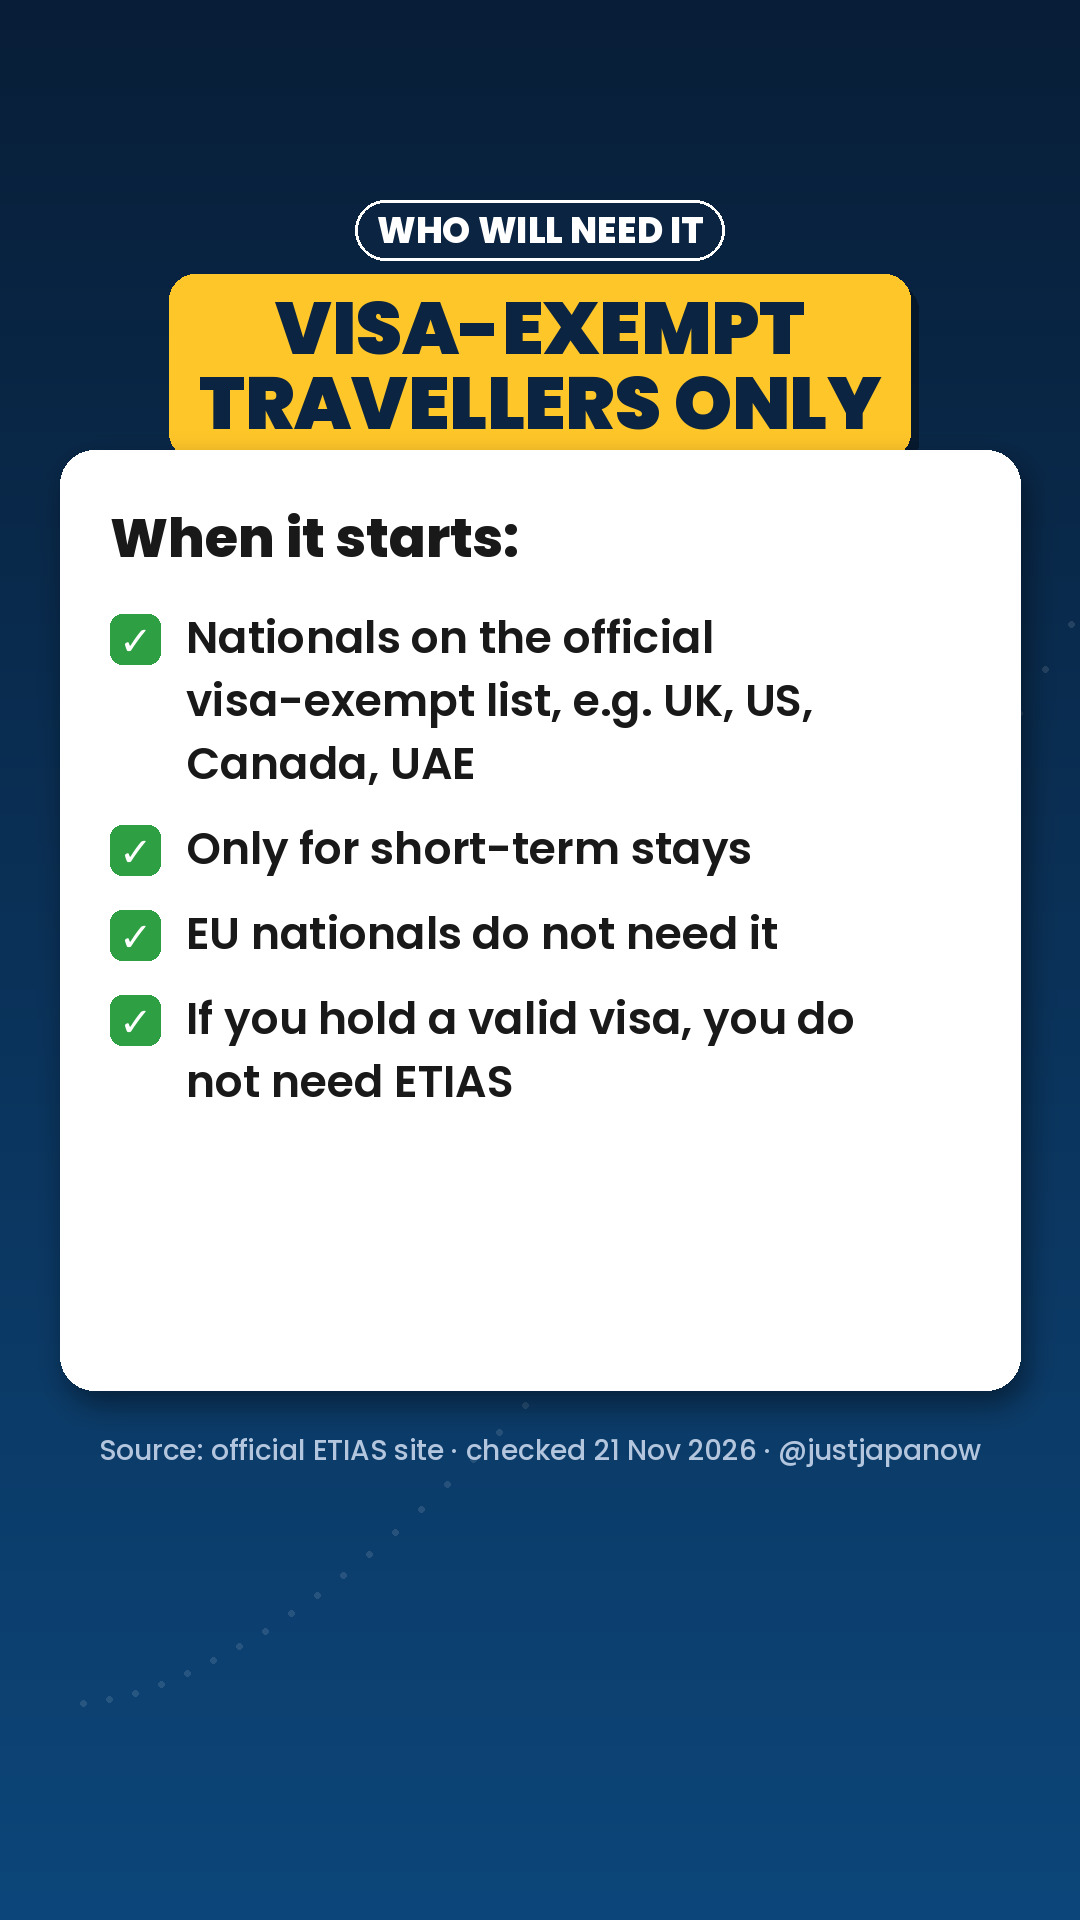 WHO WILL NEED IT
VISA-EXEMPT
TRAVELLERS ONLY
When it starts:
✓ Nationals on the official
visa-exempt list, e.g. UK, US,
Canada, UAE
✓ Only for short-term stays
✓ EU nationals do not need it
✓ If you hold a valid visa, you do
not need ETIAS
Source: official ETIAS site · checked 21 Nov 2026 · @justjapanow